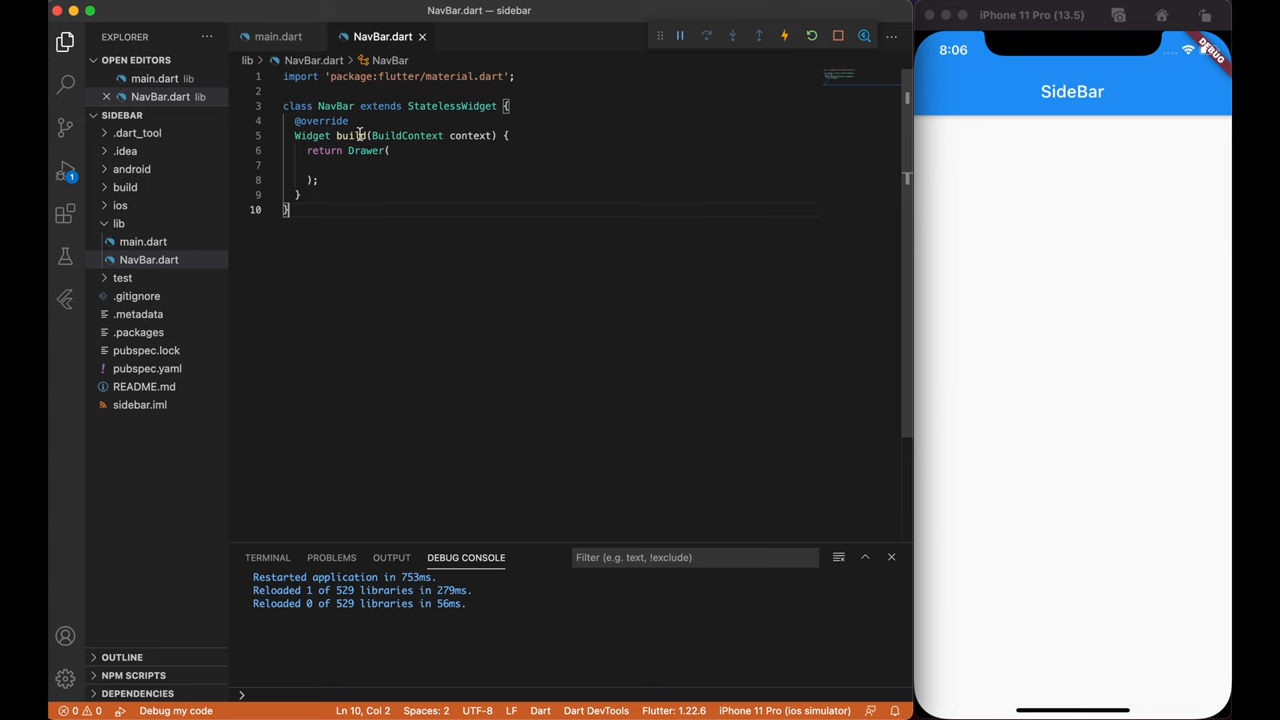 NavBar.dart — sidebar
EXPLORER
OPEN EDITORS
main.dart lib
NavBar.dart lib
SIDEBAR
.dart_tool
.idea
android
build
ios
lib
main.dart
NavBar.dart
test
.gitignore
.metadata
.packages
pubspec.lock
pubspec.yaml
README.md
sidebar.iml
OUTLINE
NPM SCRIPTS
DEPENDENCIES
1
main.dart
NavBar.dart
lib > NavBar.dart > NavBar
1 import 'package:flutter/material.dart';
2
3 class NavBar extends StatelessWidget {
4 @override
5 Widget build(BuildContext context) {
6 return Drawer(
7
8 );
9 }
10 }
TERMINAL PROBLEMS OUTPUT DEBUG CONSOLE
Filter (e.g. text, !exclude)
Restarted application in 753ms.
Reloaded 1 of 529 libraries in 279ms.
Reloaded 0 of 529 libraries in 56ms.
0 0 Debug my code Ln 10, Col 2 Spaces: 2 UTF-8 LF Dart Dart DevTools Flutter: 1.22.6 iPhone 11 Pro (ios simulator)
iPhone 11 Pro (13.5)
8:06
DEBUG
SideBar